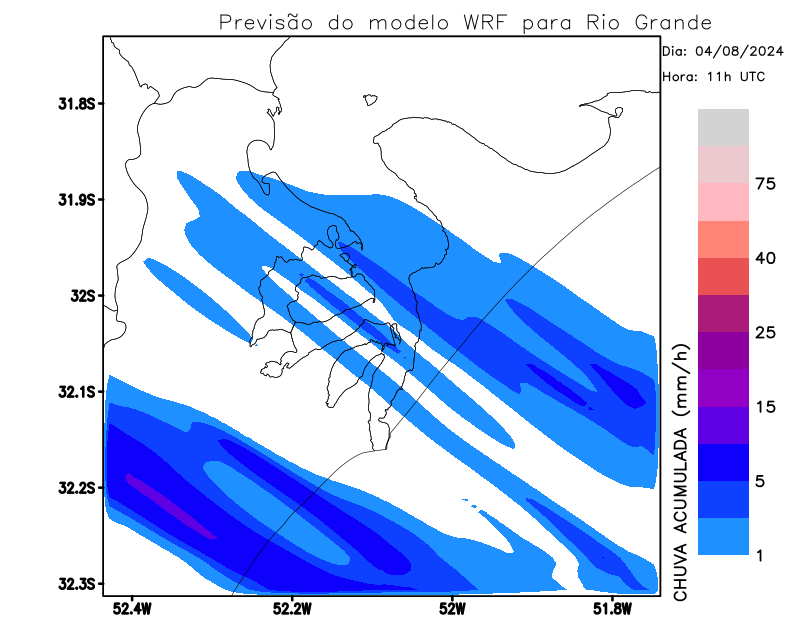 Previsão do modelo WRF para Rio Grande
Dia: 04/08/2024
Hora: 11h UTC
31.8S
31.9S
32S
32.1S
32.2S
32.3S
52.4W
52.2W
52W
51.8W
75
40
25
15
5
1
CHUVA ACUMULADA (mm/h)